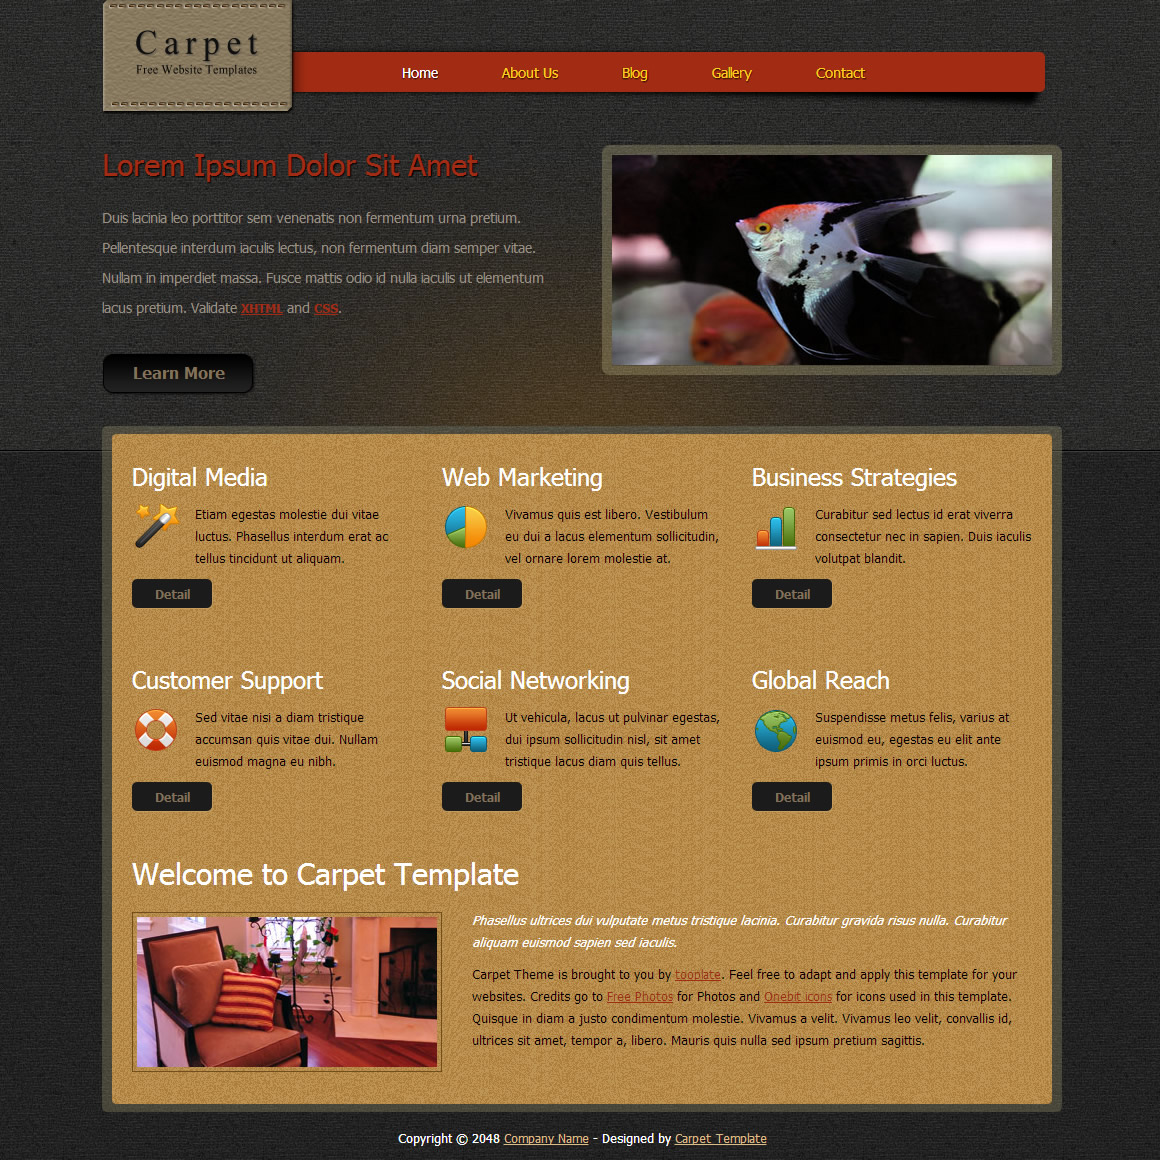 Carpet
Free Website Templates
Home
About Us
Blog
Gallery
Contact
Lorem Ipsum Dolor Sit Amet
Duis lacinia leo porttitor sem venenatis non fermentum urna pretium.
Pellentesque interdum iaculis lectus, non fermentum diam semper vitae.
Nullam in imperdiet massa. Fusce mattis odio id nulla iaculis ut elementum
lacus pretium. Validate XHTML and CSS.
Learn More
Digital Media
Etiam egestas molestie dui vitae
luctus. Phasellus interdum erat ac
tellus tincidunt ut aliquam.
Detail
Web Marketing
Vivamus quis est libero. Vestibulum
eu dui a lacus elementum sollicitudin,
vel ornare lorem molestie at.
Detail
Business Strategies
Curabitur sed lectus id erat viverra
consectetur nec in sapien. Duis iaculis
volutpat blandit.
Detail
Customer Support
Sed vitae nisi a diam tristique
accumsan quis vitae dui. Nullam
euismod magna eu nibh.
Detail
Social Networking
Ut vehicula, lacus ut pulvinar egestas,
dui ipsum sollicitudin nisl, sit amet
tristique lacus diam quis tellus.
Detail
Global Reach
Suspendisse metus felis, varius at
euismod eu, egestas eu elit ante
ipsum primis in orci luctus.
Detail
Welcome to Carpet Template
Phasellus ultrices dui vulputate metus tristique lacinia. Curabitur gravida risus nulla. Curabitur
aliquam euismod sapien sed iaculis.
Carpet Theme is brought to you by tooplate. Feel free to adapt and apply this template for your
websites. Credits go to Free Photos for Photos and Onebit icons for icons used in this template.
Quisque in diam a justo condimentum molestie. Vivamus a velit. Vivamus leo velit, convallis id,
ultrices sit amet, tempor a, libero. Mauris quis nulla sed ipsum pretium sagittis.
Copyright © 2048 Company Name - Designed by Carpet Template